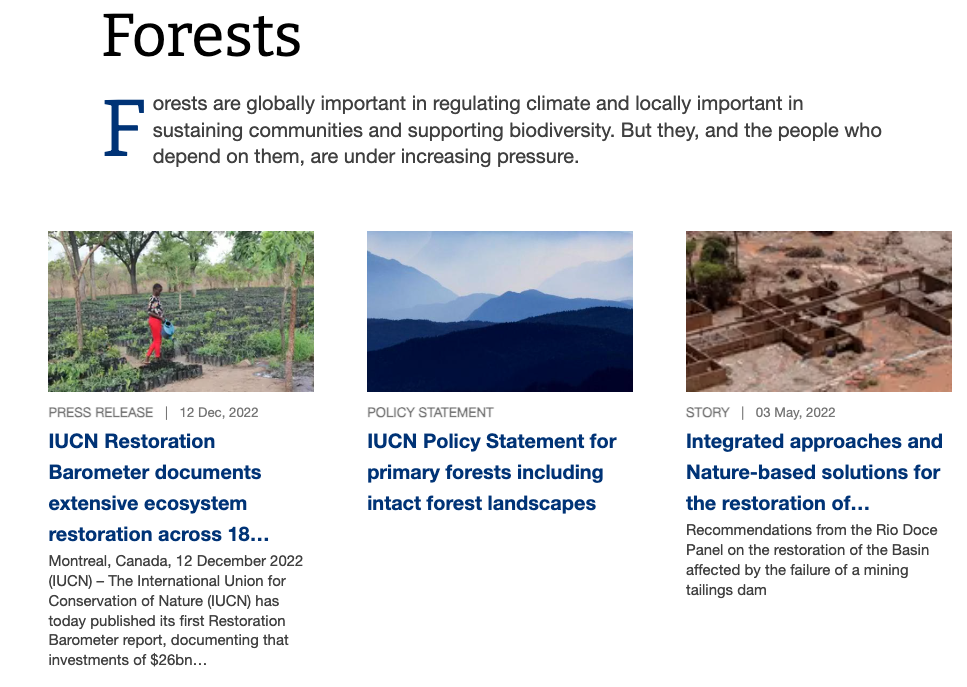 Forests
Forests are globally important in regulating climate and locally important in
sustaining communities and supporting biodiversity. But they, and the people who
depend on them, are under increasing pressure.
PRESS RELEASE | 12 Dec, 2022
IUCN Restoration
Barometer documents
extensive ecosystem
restoration across 18...
Montreal, Canada, 12 December 2022
(IUCN) – The International Union for
Conservation of Nature (IUCN) has
today published its first Restoration
Barometer report, documenting that
investments of $26bn…
POLICY STATEMENT
IUCN Policy Statement for
primary forests including
intact forest landscapes
STORY | 03 May, 2022
Integrated approaches and
Nature-based solutions for
the restoration of...
Recommendations from the Rio Doce
Panel on the restoration of the Basin
affected by the failure of a mining
tailings dam